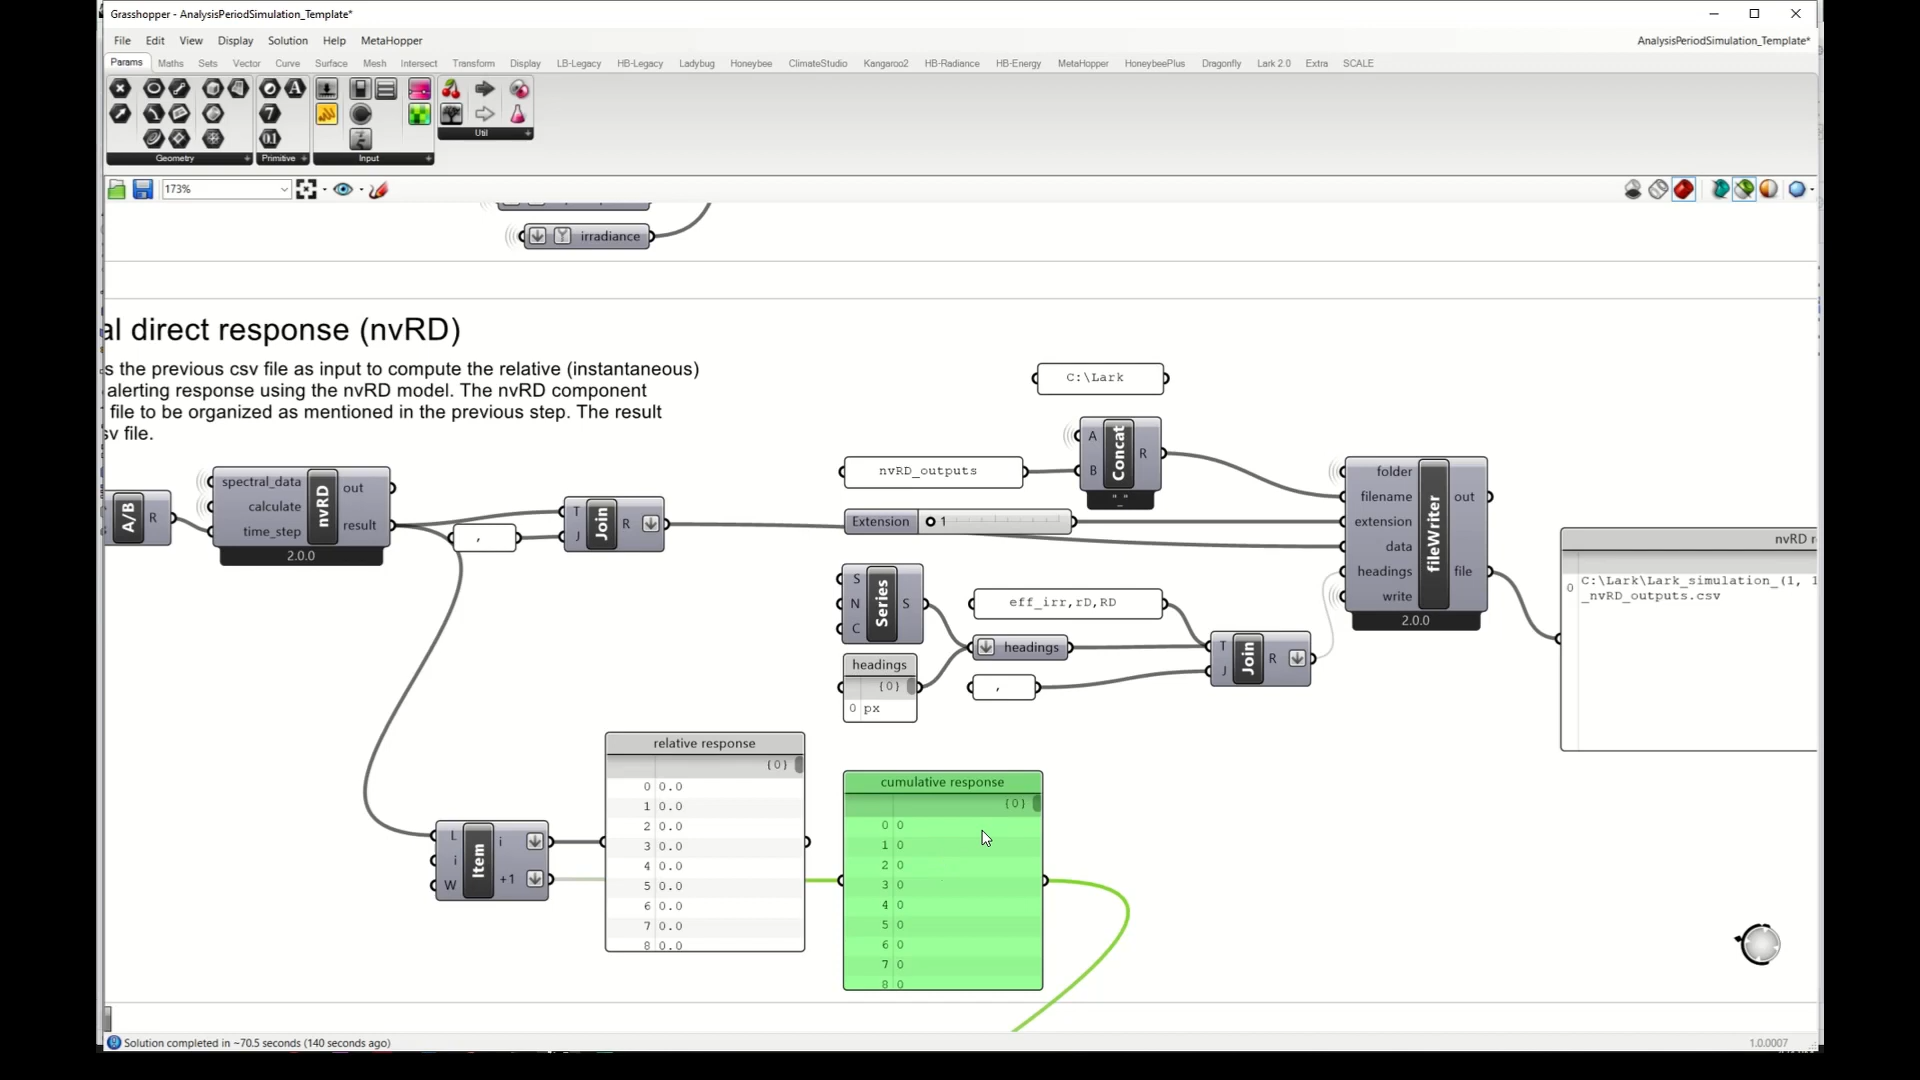 Grasshopper - AnalysisPeriodSimulation_Template*
File Edit View Display Solution Help MetaHopper
AnalysisPeriodSimulation_Template*
Params Maths Sets Vector Curve Surface Mesh Intersect Transform Display LB-Legacy HB-Legacy Ladybug Honeybee ClimateStudio Kangaroo2 HB-Radiance HB-Energy MetaHopper HoneybeePlus Dragonfly Lark 2.0 Extra SCALE
Util
Geometry Primitive Input
173%
irradiance
al direct response (nvRD)
s the previous csv file as input to compute the relative (instantaneous)
alerting response using the nvRD model. The nvRD component
file to be organized as mentioned in the previous step. The result
sv file.
C:\Lark
A
B
Concat
R
" "
nvRD_outputs
A/B
R
spectral_data
calculate
time_step
nvRD
out
result
2.0.0
,
T
J
Join
R
Extension 1
folder
filename
extension
data
headings
write
fileWriter
out
file
2.0.0
nvRD r
0 C:\Lark\Lark_simulation_(1, 1
_nvRD_outputs.csv
S
N
C
Series
S
eff_irr,rD,RD
headings
headings
{0}
0 px
,
T
J
Join
R
L
i
W
Item
i
+1
relative response
{0}
0 0.0
1 0.0
2 0.0
3 0.0
4 0.0
5 0.0
6 0.0
7 0.0
8 0.0
cumulative response
{0}
0 0
1 0
2 0
3 0
4 0
5 0
6 0
7 0
8 0
Solution completed in ~70.5 seconds (140 seconds ago)
1.0.0007